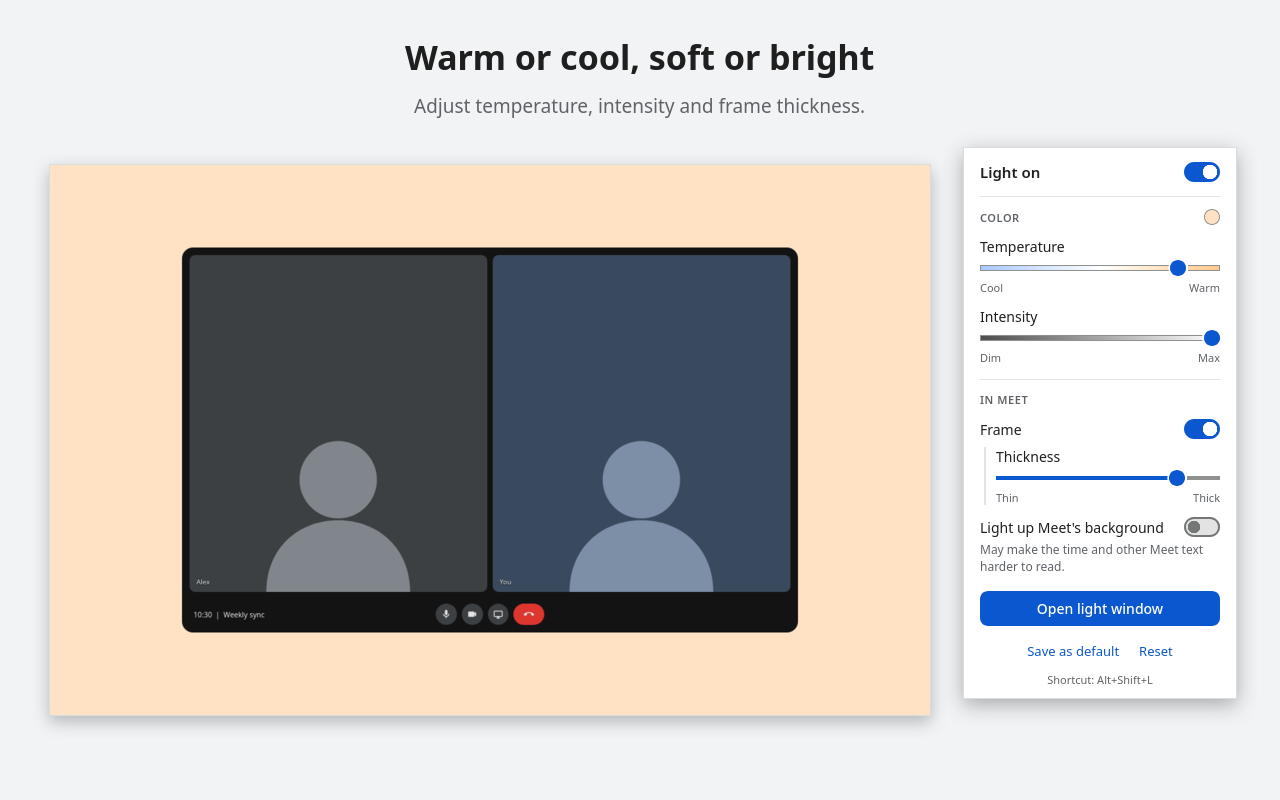 Warm or cool, soft or bright
Adjust temperature, intensity and frame thickness.
Alex
You
10:30 | Weekly sync
Light on
COLOR
Temperature
Cool
Warm
Intensity
Dim
Max
IN MEET
Frame
Thickness
Thin
Thick
Light up Meet's background
May make the time and other Meet text
harder to read.
Open light window
Save as default
Reset
Shortcut: Alt+Shift+L